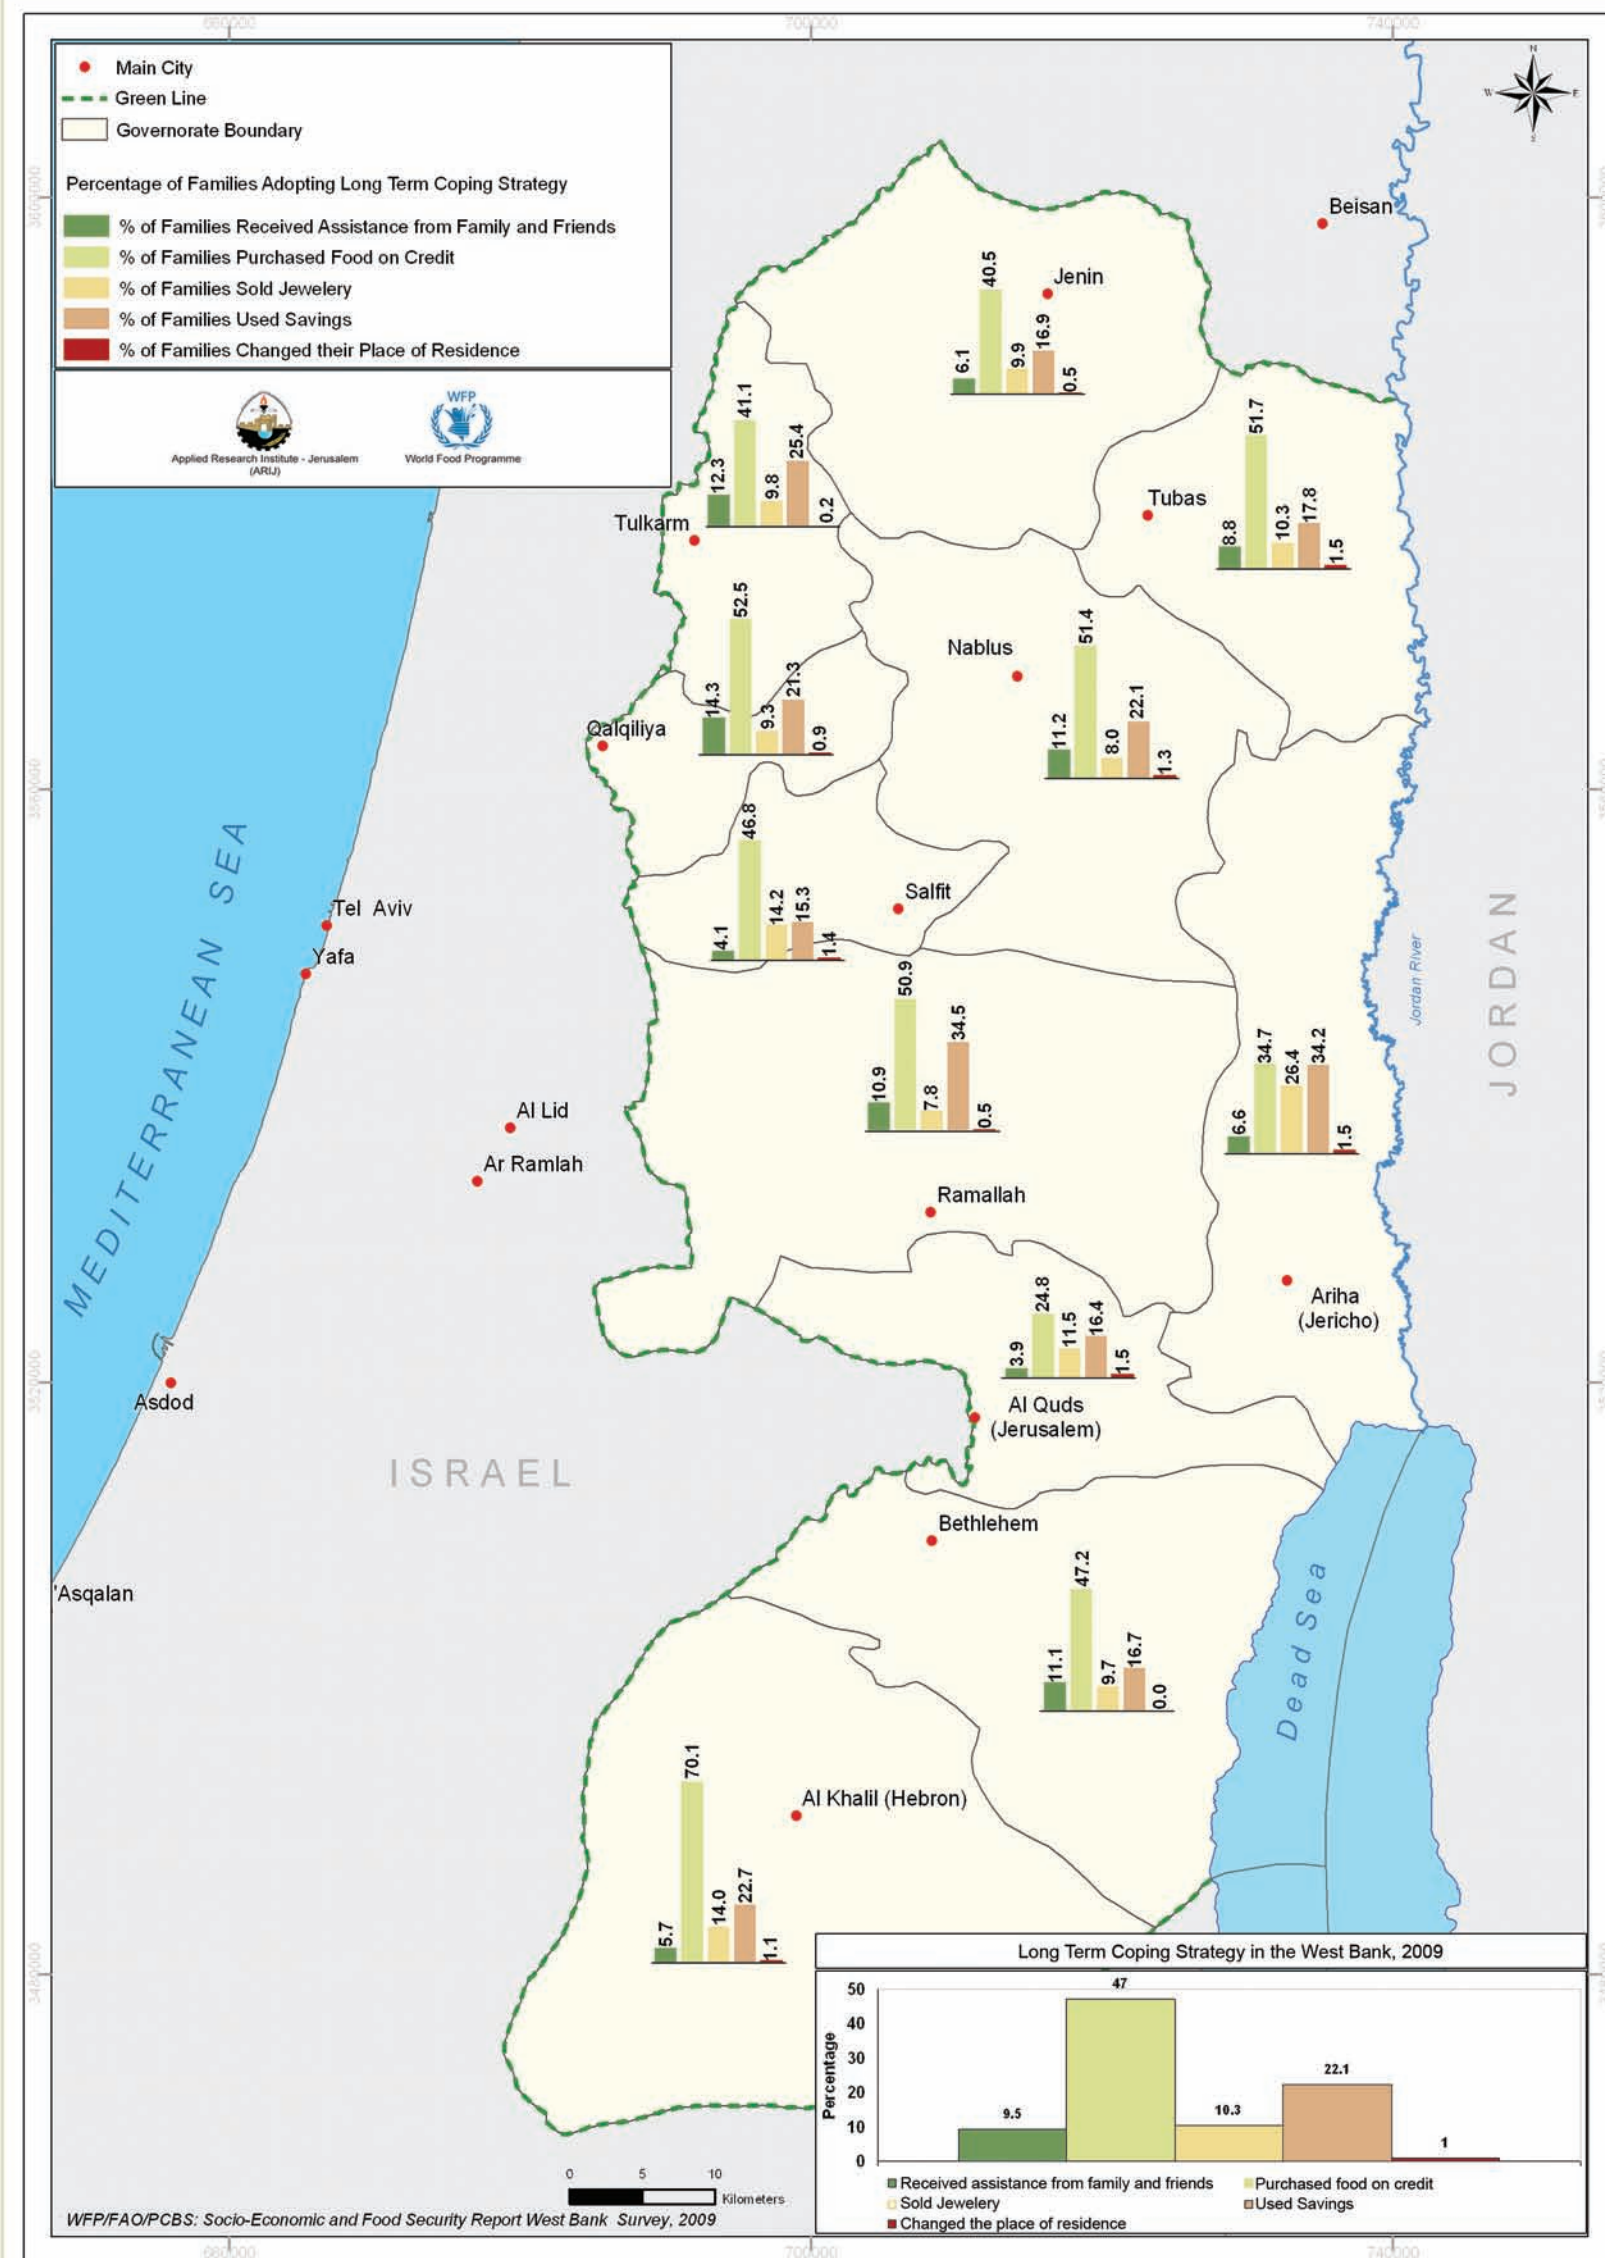 660000
700000
740000
Main City
Green Line
Governorate Boundary
Percentage of Families Adopting Long Term Coping Strategy
% of Families Received Assistance from Family and Friends
% of Families Purchased Food on Credit
% of Families Sold Jewelery
% of Families Used Savings
% of Families Changed their Place of Residence
Applied Research Institute - Jerusalem
(ARIJ)
WFP
World Food Programme
N
W
E
S
3600000
Beisan
Jenin
6.1
40.5
9.9
16.9
0.5
12.3
41.1
9.8
25.4
0.2
Tulkarm
Tubas
8.8
51.7
10.3
17.8
1.5
14.3
52.5
9.3
21.3
0.9
Qalqiliya
Nablus
11.2
51.4
8.0
22.1
1.3
3560000
4.1
46.8
14.2
15.3
1.4
Salfit
MEDITERRANEAN SEA
Tel Aviv
Yafa
Jordan River
JORDAN
10.9
50.9
7.8
34.5
0.5
6.6
34.7
26.4
34.2
1.5
Al Lid
Ar Ramlah
Ramallah
Ariha
(Jericho)
3.9
24.8
11.5
16.4
1.5
3520000
Asdod
Al Quds
(Jerusalem)
ISRAEL
Bethlehem
'Asqalan
11.1
47.2
9.7
16.7
0.0
Dead Sea
5.7
70.1
14.0
22.7
1.1
Al Khalil (Hebron)
3480000
Long Term Coping Strategy in the West Bank, 2009
Percentage
50
40
30
20
10
0
9.5
47
10.3
22.1
1
Received assistance from family and friends
Purchased food on credit
Sold Jewelery
Used Savings
Changed the place of residence
0
5
10
Kilometers
WFP/FAO/PCBS: Socio-Economic and Food Security Report West Bank Survey, 2009
660000
700000
740000